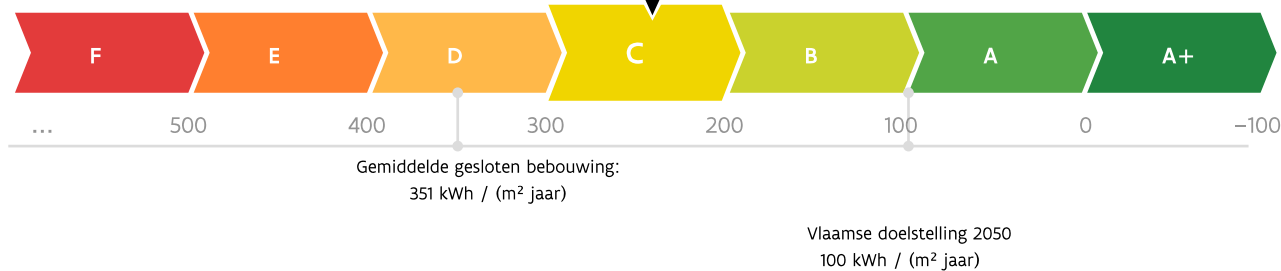 F E D C B A A+
... 500 400 300 200 100 0 –100
Gemiddelde gesloten bebouwing:
351 kWh / (m² jaar)
Vlaamse doelstelling 2050
100 kWh / (m² jaar)